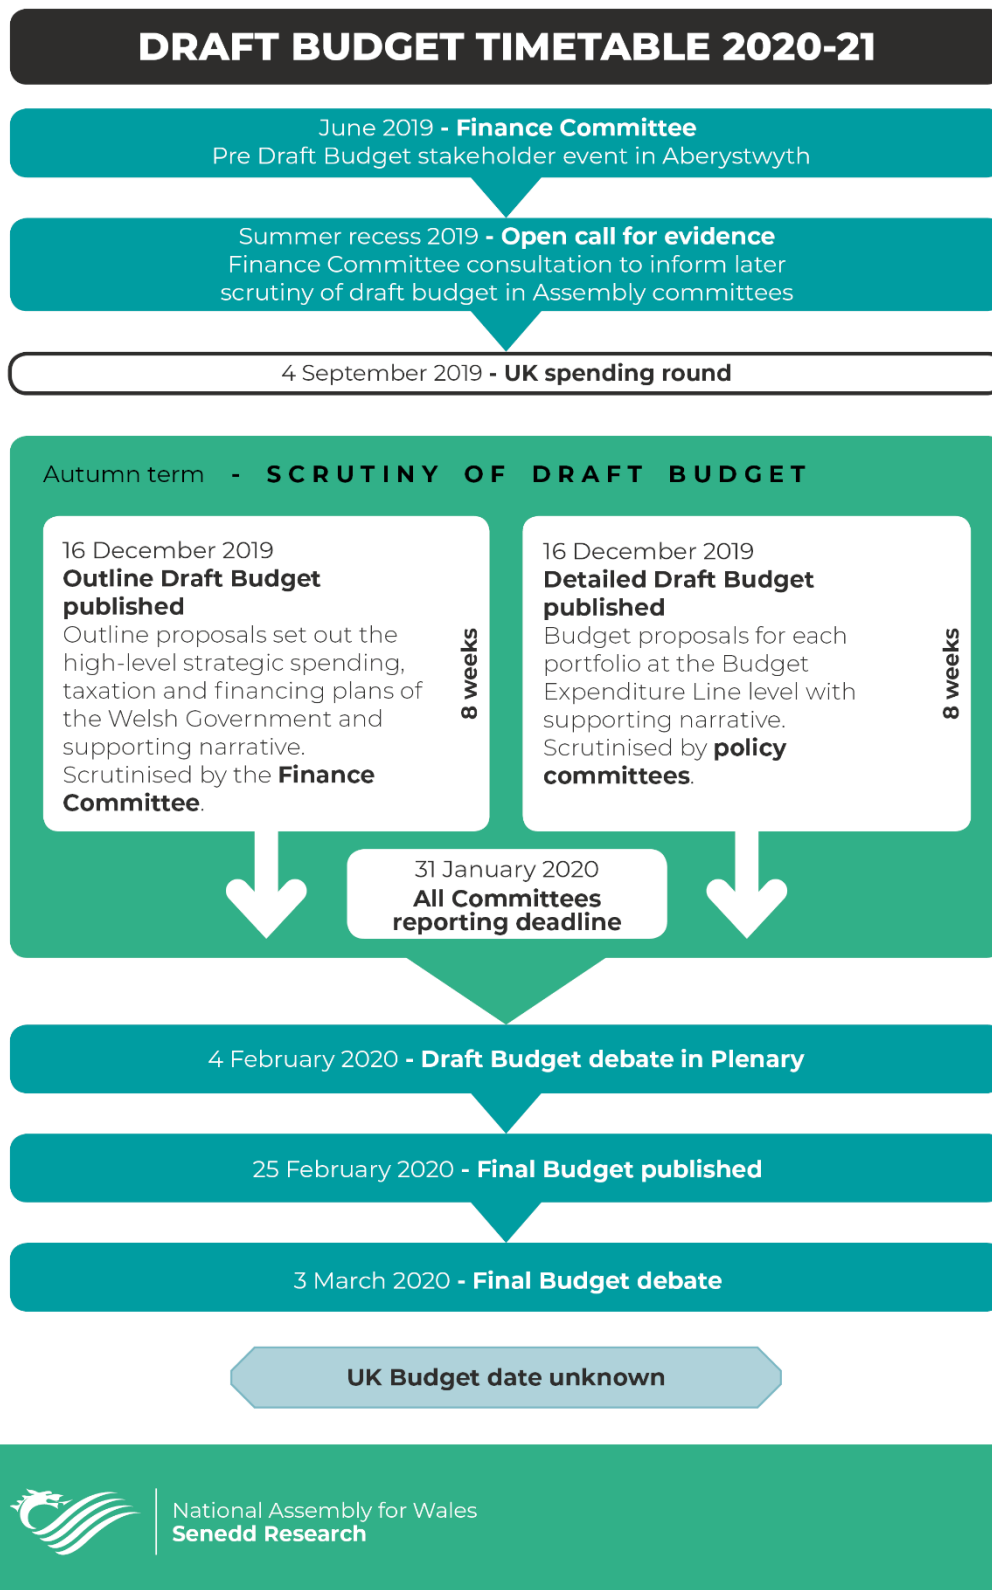 DRAFT BUDGET TIMETABLE 2020-21
June 2019 - Finance Committee
Pre Draft Budget stakeholder event in Aberystwyth
Summer recess 2019 - Open call for evidence
Finance Committee consultation to inform later
scrutiny of draft budget in Assembly committees
4 September 2019 - UK spending round
Autumn term - SCRUTINY OF DRAFT BUDGET
16 December 2019
Outline Draft Budget
published
Outline proposals set out the
high-level strategic spending,
taxation and financing plans of
the Welsh Government and
supporting narrative.
Scrutinised by the Finance
Committee.
8 weeks
16 December 2019
Detailed Draft Budget
published
Budget proposals for each
portfolio at the Budget
Expenditure Line level with
supporting narrative.
Scrutinised by policy
committees.
8 weeks
31 January 2020
All Committees
reporting deadline
4 February 2020 - Draft Budget debate in Plenary
25 February 2020 - Final Budget published
3 March 2020 - Final Budget debate
UK Budget date unknown
National Assembly for Wales
Senedd Research